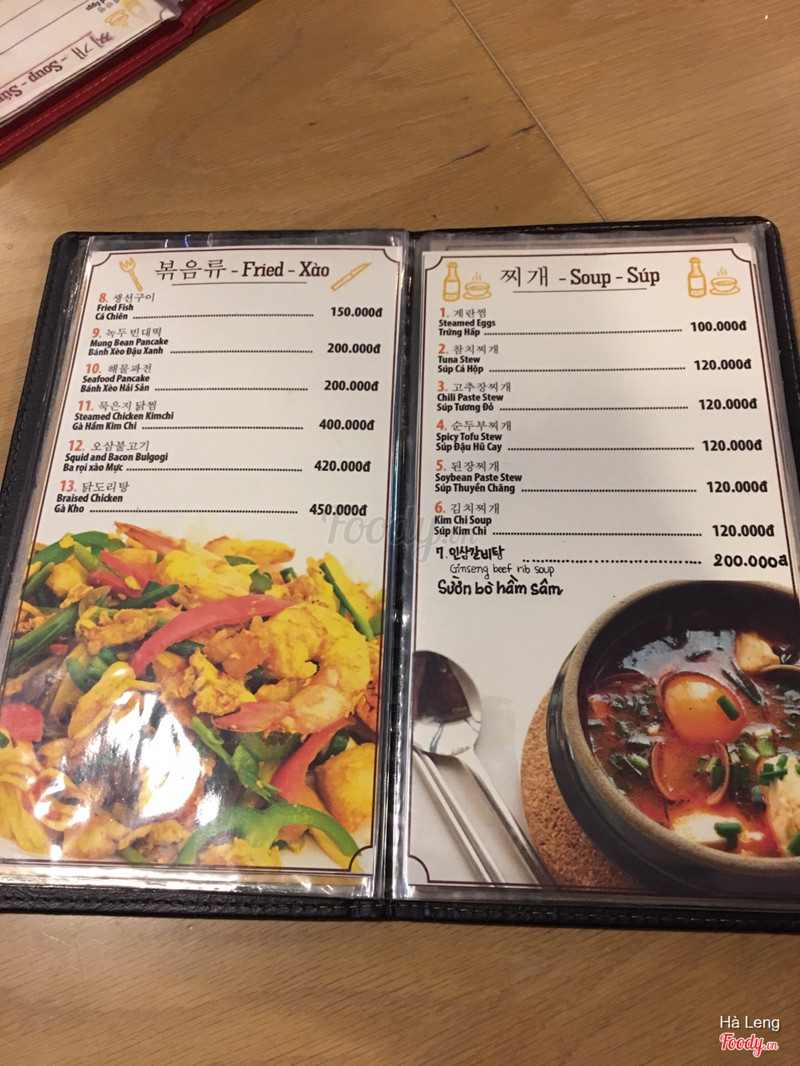 찌개 - Soup - Sú
볶음류 - Fried - Xào
8. 생선구이
Fried Fish
Cá Chiên 150.000đ
9. 녹두빈대떡
Mung Bean Pancake
Bánh Xèo Đậu Xanh 200.000đ
10. 해물파전
Seafood Pancake
Bánh Xèo Hải Sản 200.000đ
11. 묵은지 닭찜
Steamed Chicken Kimchi
Gà Hầm Kim Chi 400.000đ
12. 오삼불고기
Squid and Bacon Bulgogi
Ba rọi xào Mực 420.000đ
13. 닭도리탕
Braised Chicken
Gà Kho 450.000đ
찌개 - Soup - Súp
1. 계란찜
Steamed Eggs
Trứng Hấp 100.000đ
2. 참치찌개
Tuna Stew
Súp Cá Hộp 120.000đ
3. 고추장찌개
Chili Paste Stew
Súp Tương Đỏ 120.000đ
4. 순두부찌개
Spicy Tofu Stew
Súp Đậu Hũ Cay 120.000đ
5. 된장찌개
Soybean Paste Stew
Súp Thuyền Chăng 120.000đ
6. 김치찌개
Kim Chi Soup
Súp Kim Chi 120.000đ
7. 인삼갈비탕 200.000đ
Ginseng beef rib soup
Sườn bò hầm sâm
Foody.vn
Hà Leng
Foody.vn